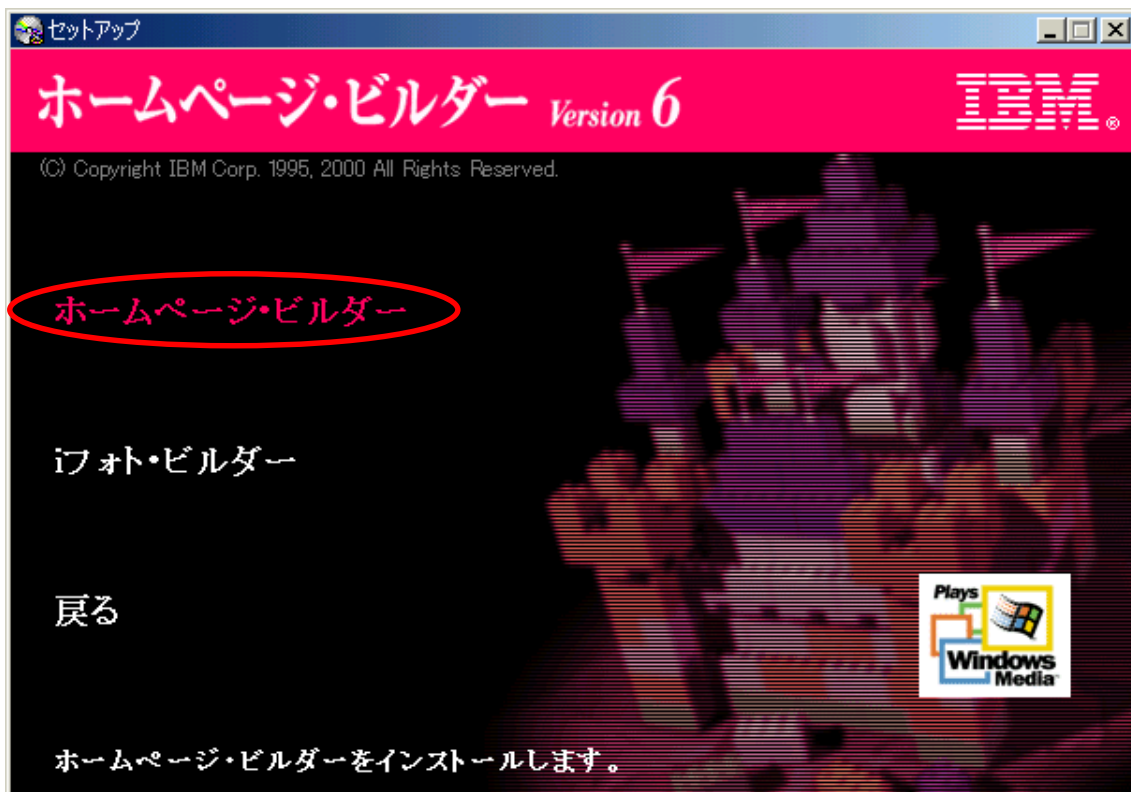 セットアップ
ホームページ・ビルダー Version 6
IBM®
(C) Copyright IBM Corp. 1995, 2000 All Rights Reserved.
ホームページ・ビルダー
iフォト・ビルダー
戻る
Plays
Windows
Media™
ホームページ・ビルダーをインストールします。